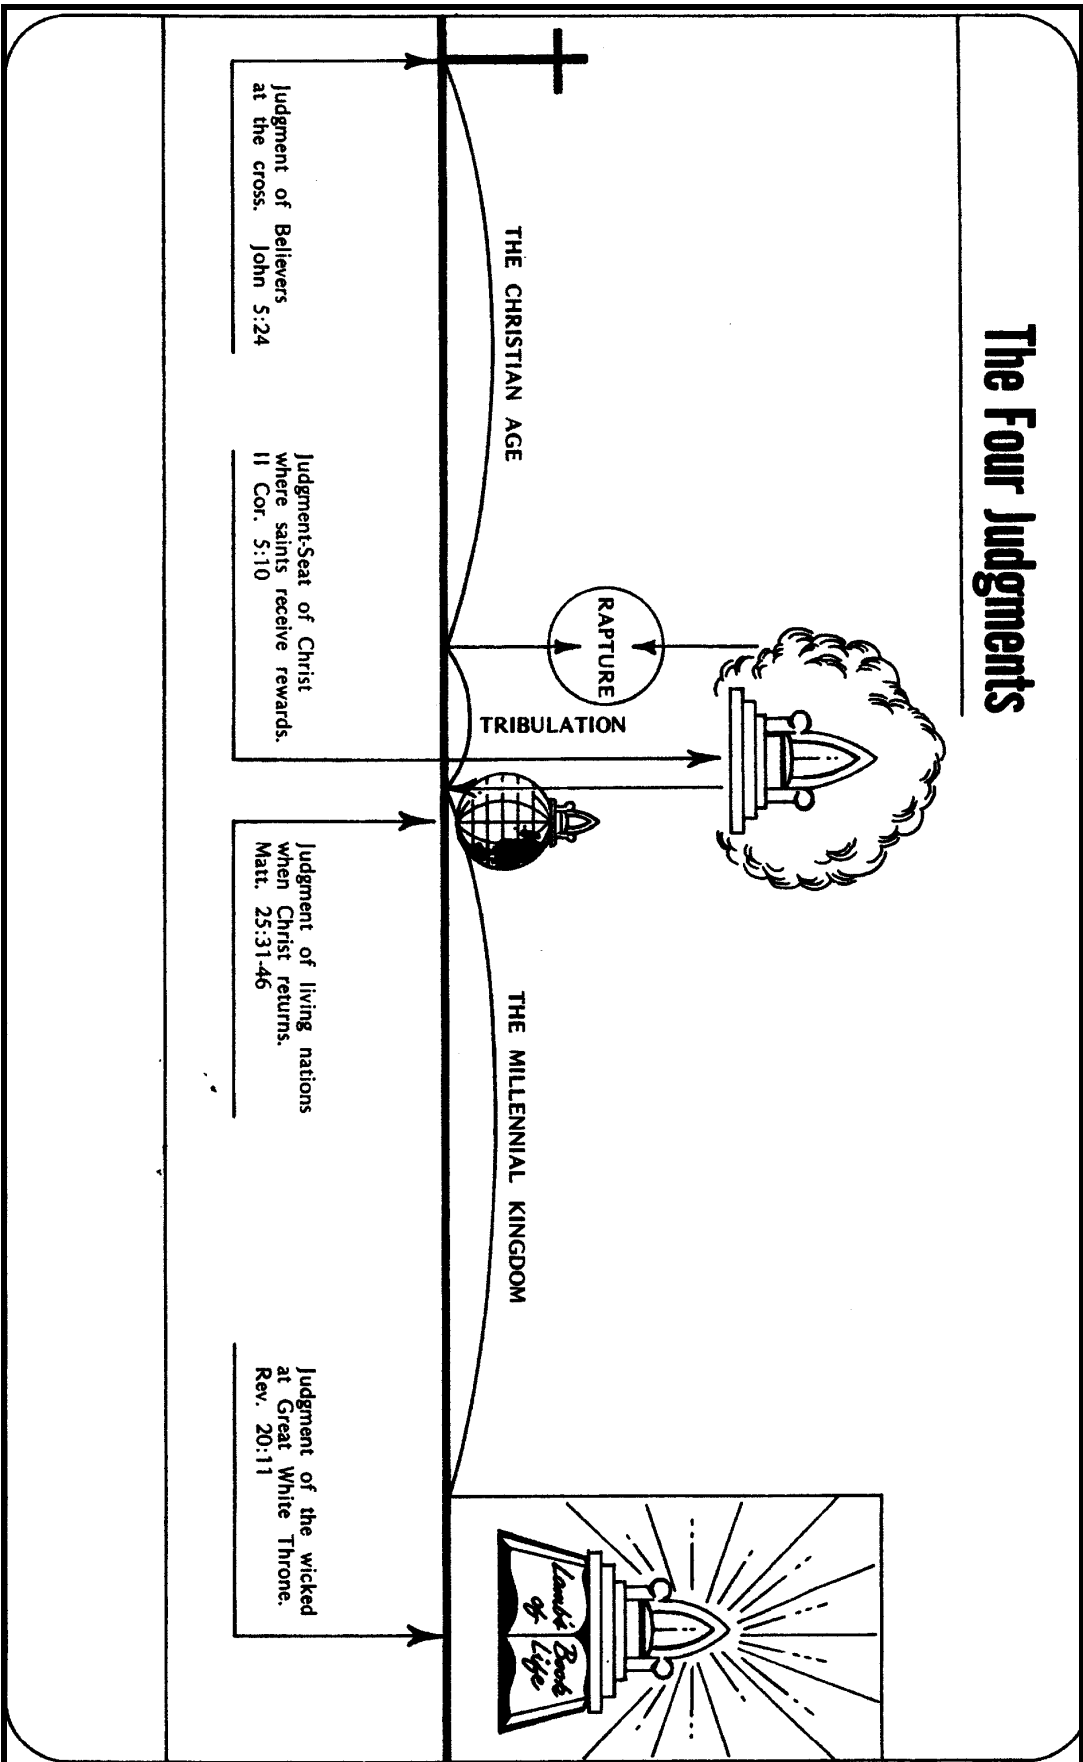 The Four Judgments
RAPTURE
THE CHRISTIAN AGE
TRIBULATION
THE MILLENNIAL KINGDOM
Lamb's Book
of Life
Judgment of Believers
at the cross. John 5:24
Judgment-Seat of Christ
where saints receive rewards.
II Cor. 5:10
Judgment of living nations
when Christ returns.
Matt. 25:31-46
Judgment of the wicked
at Great White Throne.
Rev. 20:11